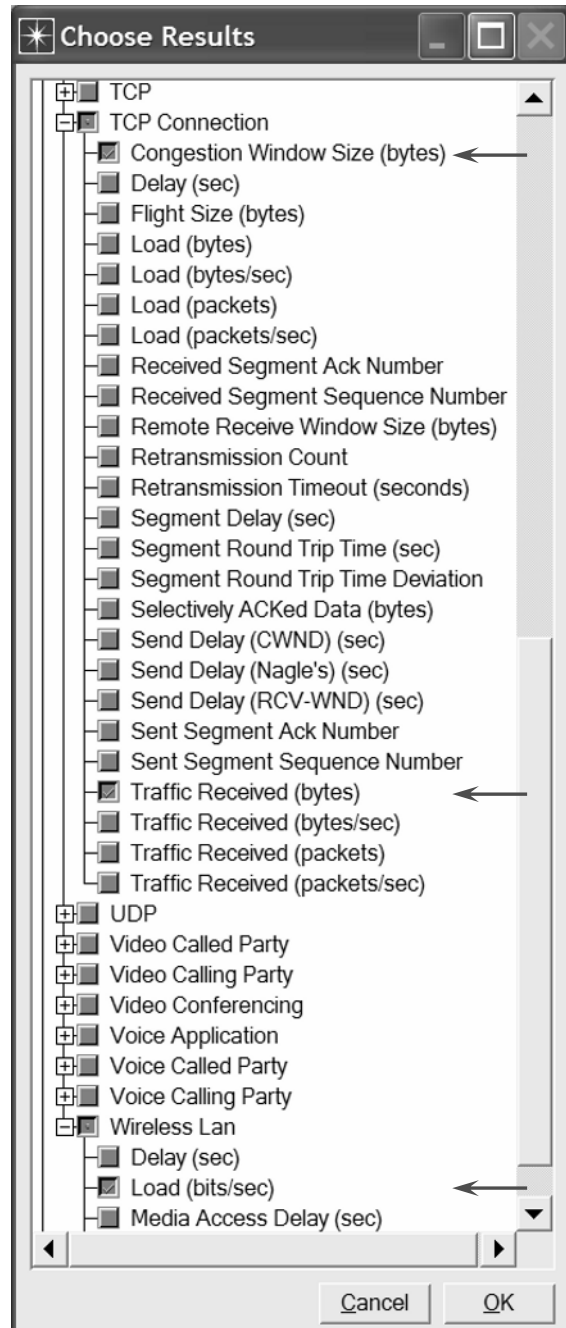 Choose Results
TCP
TCP Connection
Congestion Window Size (bytes)
Delay (sec)
Flight Size (bytes)
Load (bytes)
Load (bytes/sec)
Load (packets)
Load (packets/sec)
Received Segment Ack Number
Received Segment Sequence Number
Remote Receive Window Size (bytes)
Retransmission Count
Retransmission Timeout (seconds)
Segment Delay (sec)
Segment Round Trip Time (sec)
Segment Round Trip Time Deviation
Selectively ACKed Data (bytes)
Send Delay (CWND) (sec)
Send Delay (Nagle's) (sec)
Send Delay (RCV-WND) (sec)
Sent Segment Ack Number
Sent Segment Sequence Number
Traffic Received (bytes)
Traffic Received (bytes/sec)
Traffic Received (packets)
Traffic Received (packets/sec)
UDP
Video Called Party
Video Calling Party
Video Conferencing
Voice Application
Voice Called Party
Voice Calling Party
Wireless Lan
Delay (sec)
Load (bits/sec)
Media Access Delay (sec)
Cancel OK